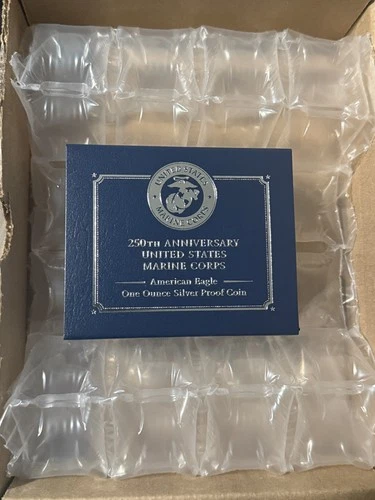 UNITED STATES
MARINE CORPS
250TH ANNIVERSARY
UNITED STATES
MARINE CORPS
American Eagle
One Ounce Silver Proof Coin